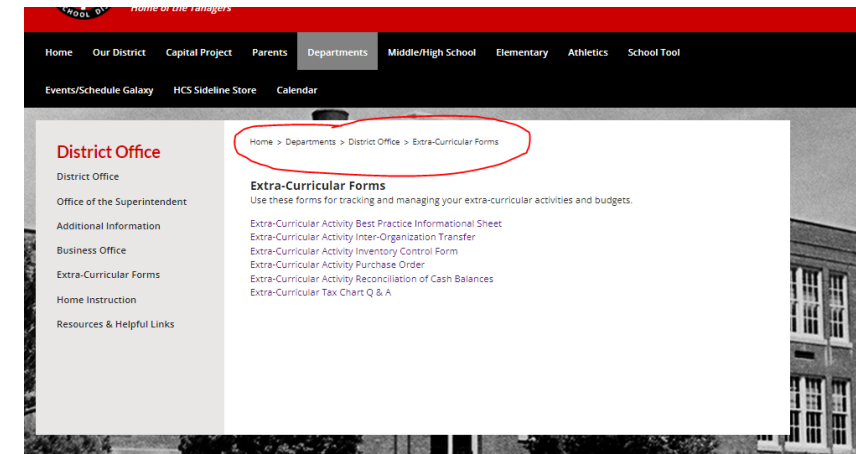 SCHOOL DIS
Home of the Tanagers
Home Our District Capital Project Parents Departments Middle/High School Elementary Athletics School Tool
Events/Schedule Galaxy HCS Sideline Store Calendar
Home > Departments > District Office > Extra-Curricular Forms
District Office
District Office
Office of the Superintendent
Additional Information
Business Office
Extra-Curricular Forms
Home Instruction
Resources & Helpful Links
Extra-Curricular Forms
Use these forms for tracking and managing your extra-curricular activities and budgets.
Extra-Curricular Activity Best Practice Informational Sheet
Extra-Curricular Activity Inter-Organization Transfer
Extra-Curricular Activity Inventory Control Form
Extra-Curricular Activity Purchase Order
Extra-Curricular Activity Reconciliation of Cash Balances
Extra-Curricular Tax Chart Q & A